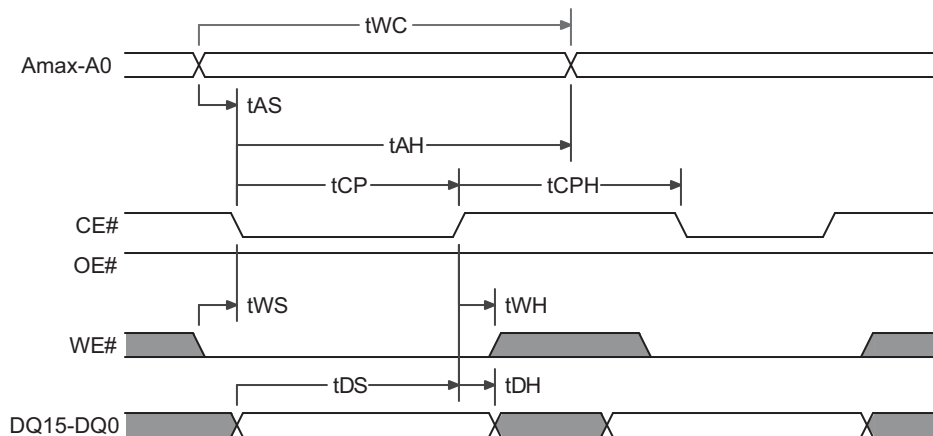 tWC
Amax-A0
tAS
tAH
tCP tCPH
CE#
OE#
tWS tWH
WE#
tDS tDH
DQ15-DQ0